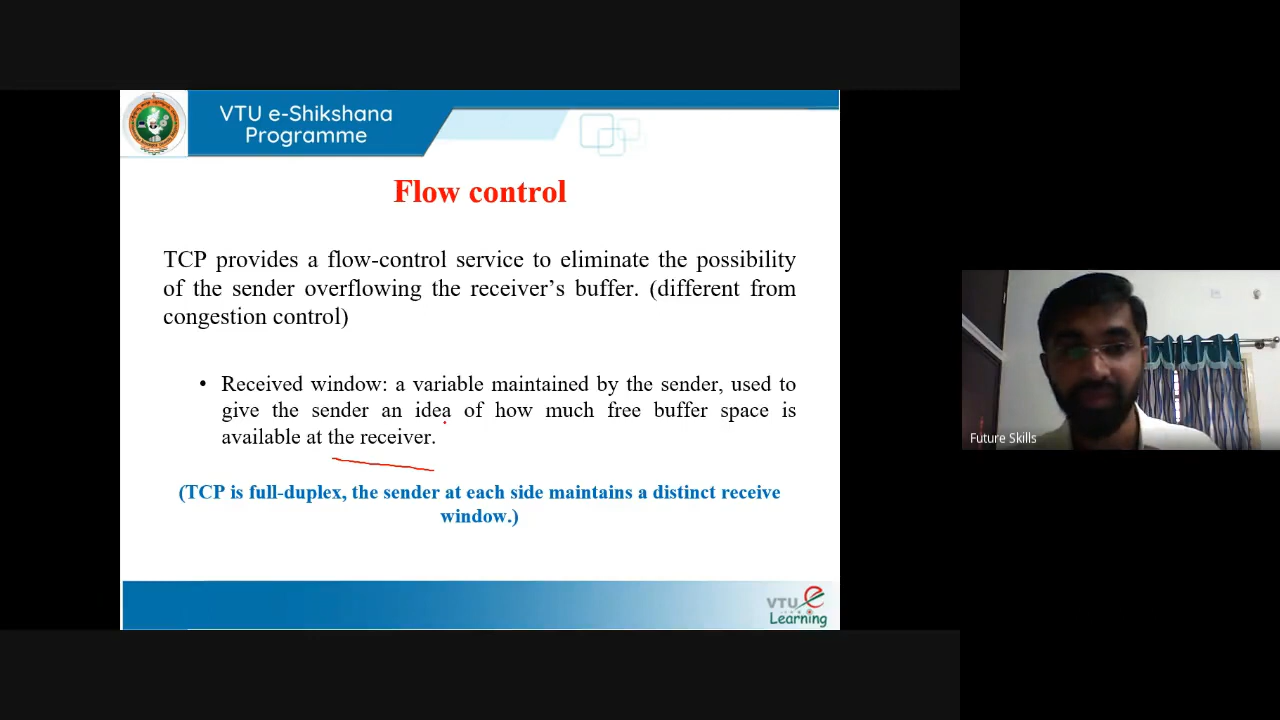 VTU e-Shikshana
Programme
Flow control
TCP provides a flow-control service to eliminate the possibility
of the sender overflowing the receiver's buffer. (different from
congestion control)
• Received window: a variable maintained by the sender, used to
give the sender an idea of how much free buffer space is
available at the receiver.
(TCP is full-duplex, the sender at each side maintains a distinct receive
window.)
VTU e
Learning
Future Skills